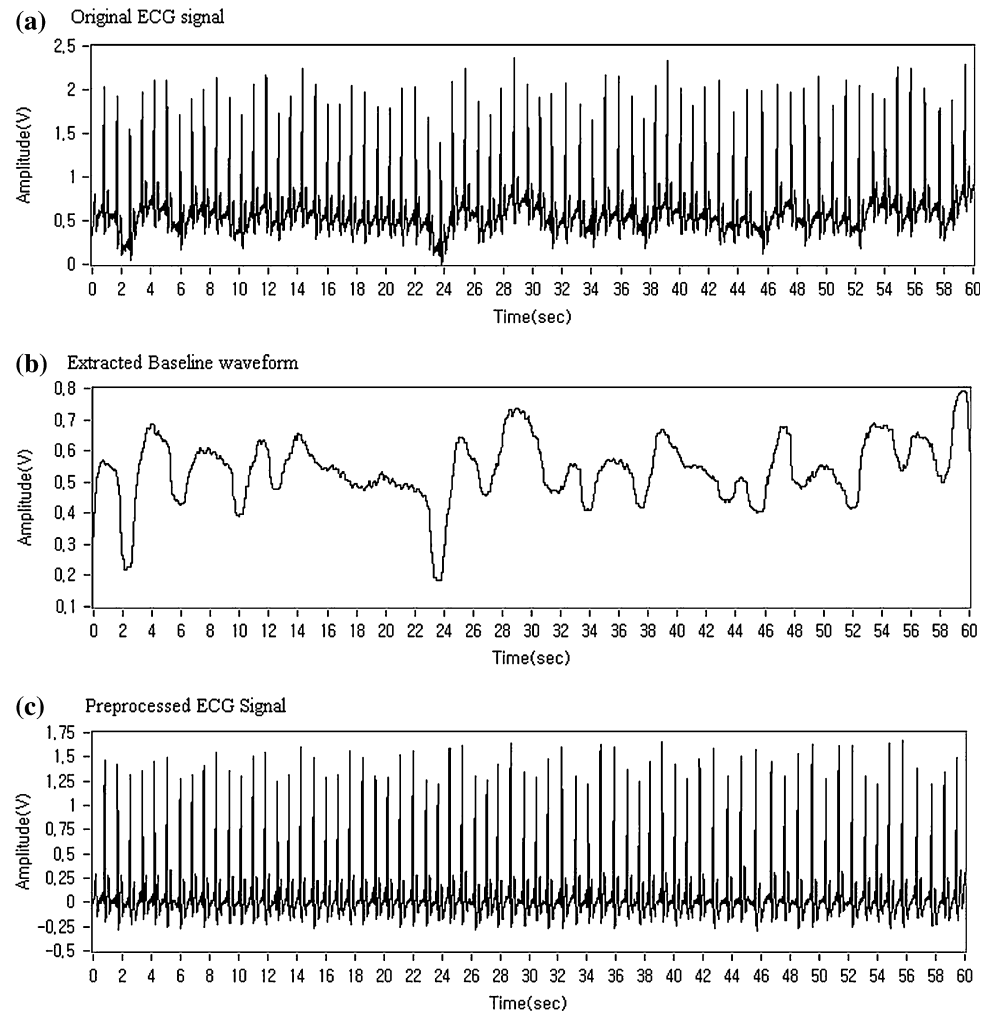 (a) Original ECG signal
Amplitude(V)
2,5
2
1,5
1
0,5
0
0 2 4 6 8 10 12 14 16 18 20 22 24 26 28 30 32 34 36 38 40 42 44 46 48 50 52 54 56 58 60
Time(sec)
(b) Extracted Baseline waveform
Amplitude(V)
0,8
0,7
0,6
0,5
0,4
0,3
0,2
0,1
0 2 4 6 8 10 12 14 16 18 20 22 24 26 28 30 32 34 36 38 40 42 44 46 48 50 52 54 56 58 60
Time(sec)
(c) Preprocessed ECG Signal
Amplitude(V)
1,75
1,5
1,25
1
0,75
0,5
0,25
0
-0,25
-0,5
0 2 4 6 8 10 12 14 16 18 20 22 24 26 28 30 32 34 36 38 40 42 44 46 48 50 52 54 56 58 60
Time(sec)